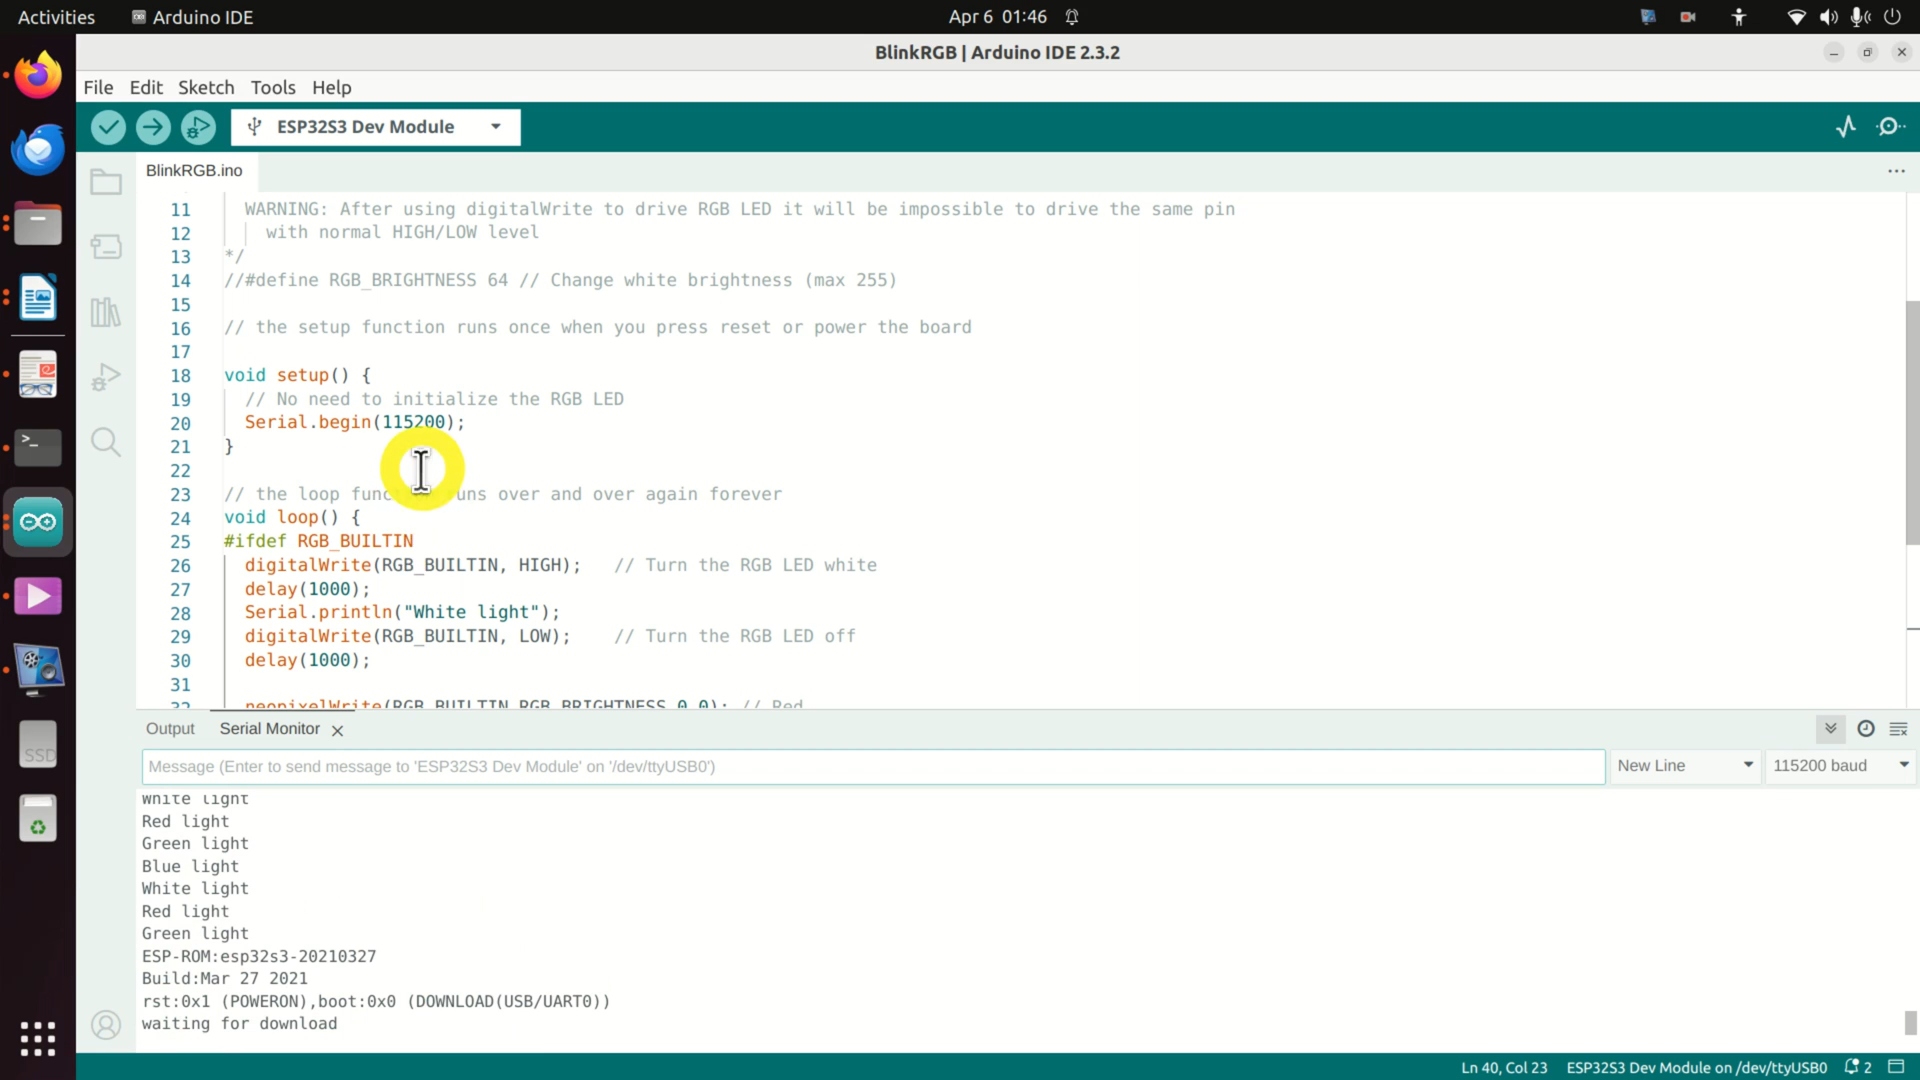 Activities
Arduino IDE
Apr 6 01:46
BlinkRGB | Arduino IDE 2.3.2
File Edit Sketch Tools Help
ESP32S3 Dev Module
BlinkRGB.ino
11 WARNING: After using digitalWrite to drive RGB LED it will be impossible to drive the same pin
12 with normal HIGH/LOW level
13 */
14 //#define RGB_BRIGHTNESS 64 // Change white brightness (max 255)
15
16 // the setup function runs once when you press reset or power the board
17
18 void setup() {
19 // No need to initialize the RGB LED
20 Serial.begin(115200);
21 }
22
23 // the loop func uns over and over again forever
24 void loop() {
25 #ifdef RGB_BUILTIN
26 digitalWrite(RGB_BUILTIN, HIGH); // Turn the RGB LED white
27 delay(1000);
28 Serial.println("White light");
29 digitalWrite(RGB_BUILTIN, LOW); // Turn the RGB LED off
30 delay(1000);
31
32 neopixelWrite(RGB_BUILTIN,RGB_BRIGHTNESS,0,0); // Red
Output Serial Monitor
Message (Enter to send message to 'ESP32S3 Dev Module' on '/dev/ttyUSB0')
New Line
115200 baud
White light
Red light
Green light
Blue light
White light
Red light
Green light
ESP-ROM:esp32s3-20210327
Build:Mar 27 2021
rst:0x1 (POWERON),boot:0x0 (DOWNLOAD(USB/UART0))
waiting for download
SSD
Ln 40, Col 23 ESP32S3 Dev Module on /dev/ttyUSB0 2